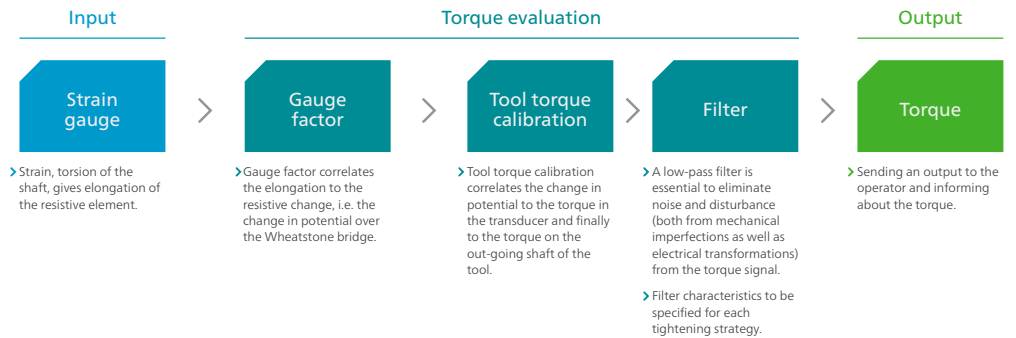 Input
Torque evaluation
Output
Strain
gauge
Gauge
factor
Tool torque
calibration
Filter
Torque
Strain, torsion of the
shaft, gives elongation of
the resistive element.
Gauge factor correlates
the elongation to the
resistive change, i.e. the
change in potential over
the Wheatstone bridge.
Tool torque calibration
correlates the change in
potential to the torque in
the transducer and finally
to the torque on the
out-going shaft of the
tool.
A low-pass filter is
essential to eliminate
noise and disturbance
(both from mechanical
imperfections as well as
electrical transformations)
from the torque signal.
Filter characteristics to be
specified for each
tightening strategy.
Sending an output to the
operator and informing
about the torque.